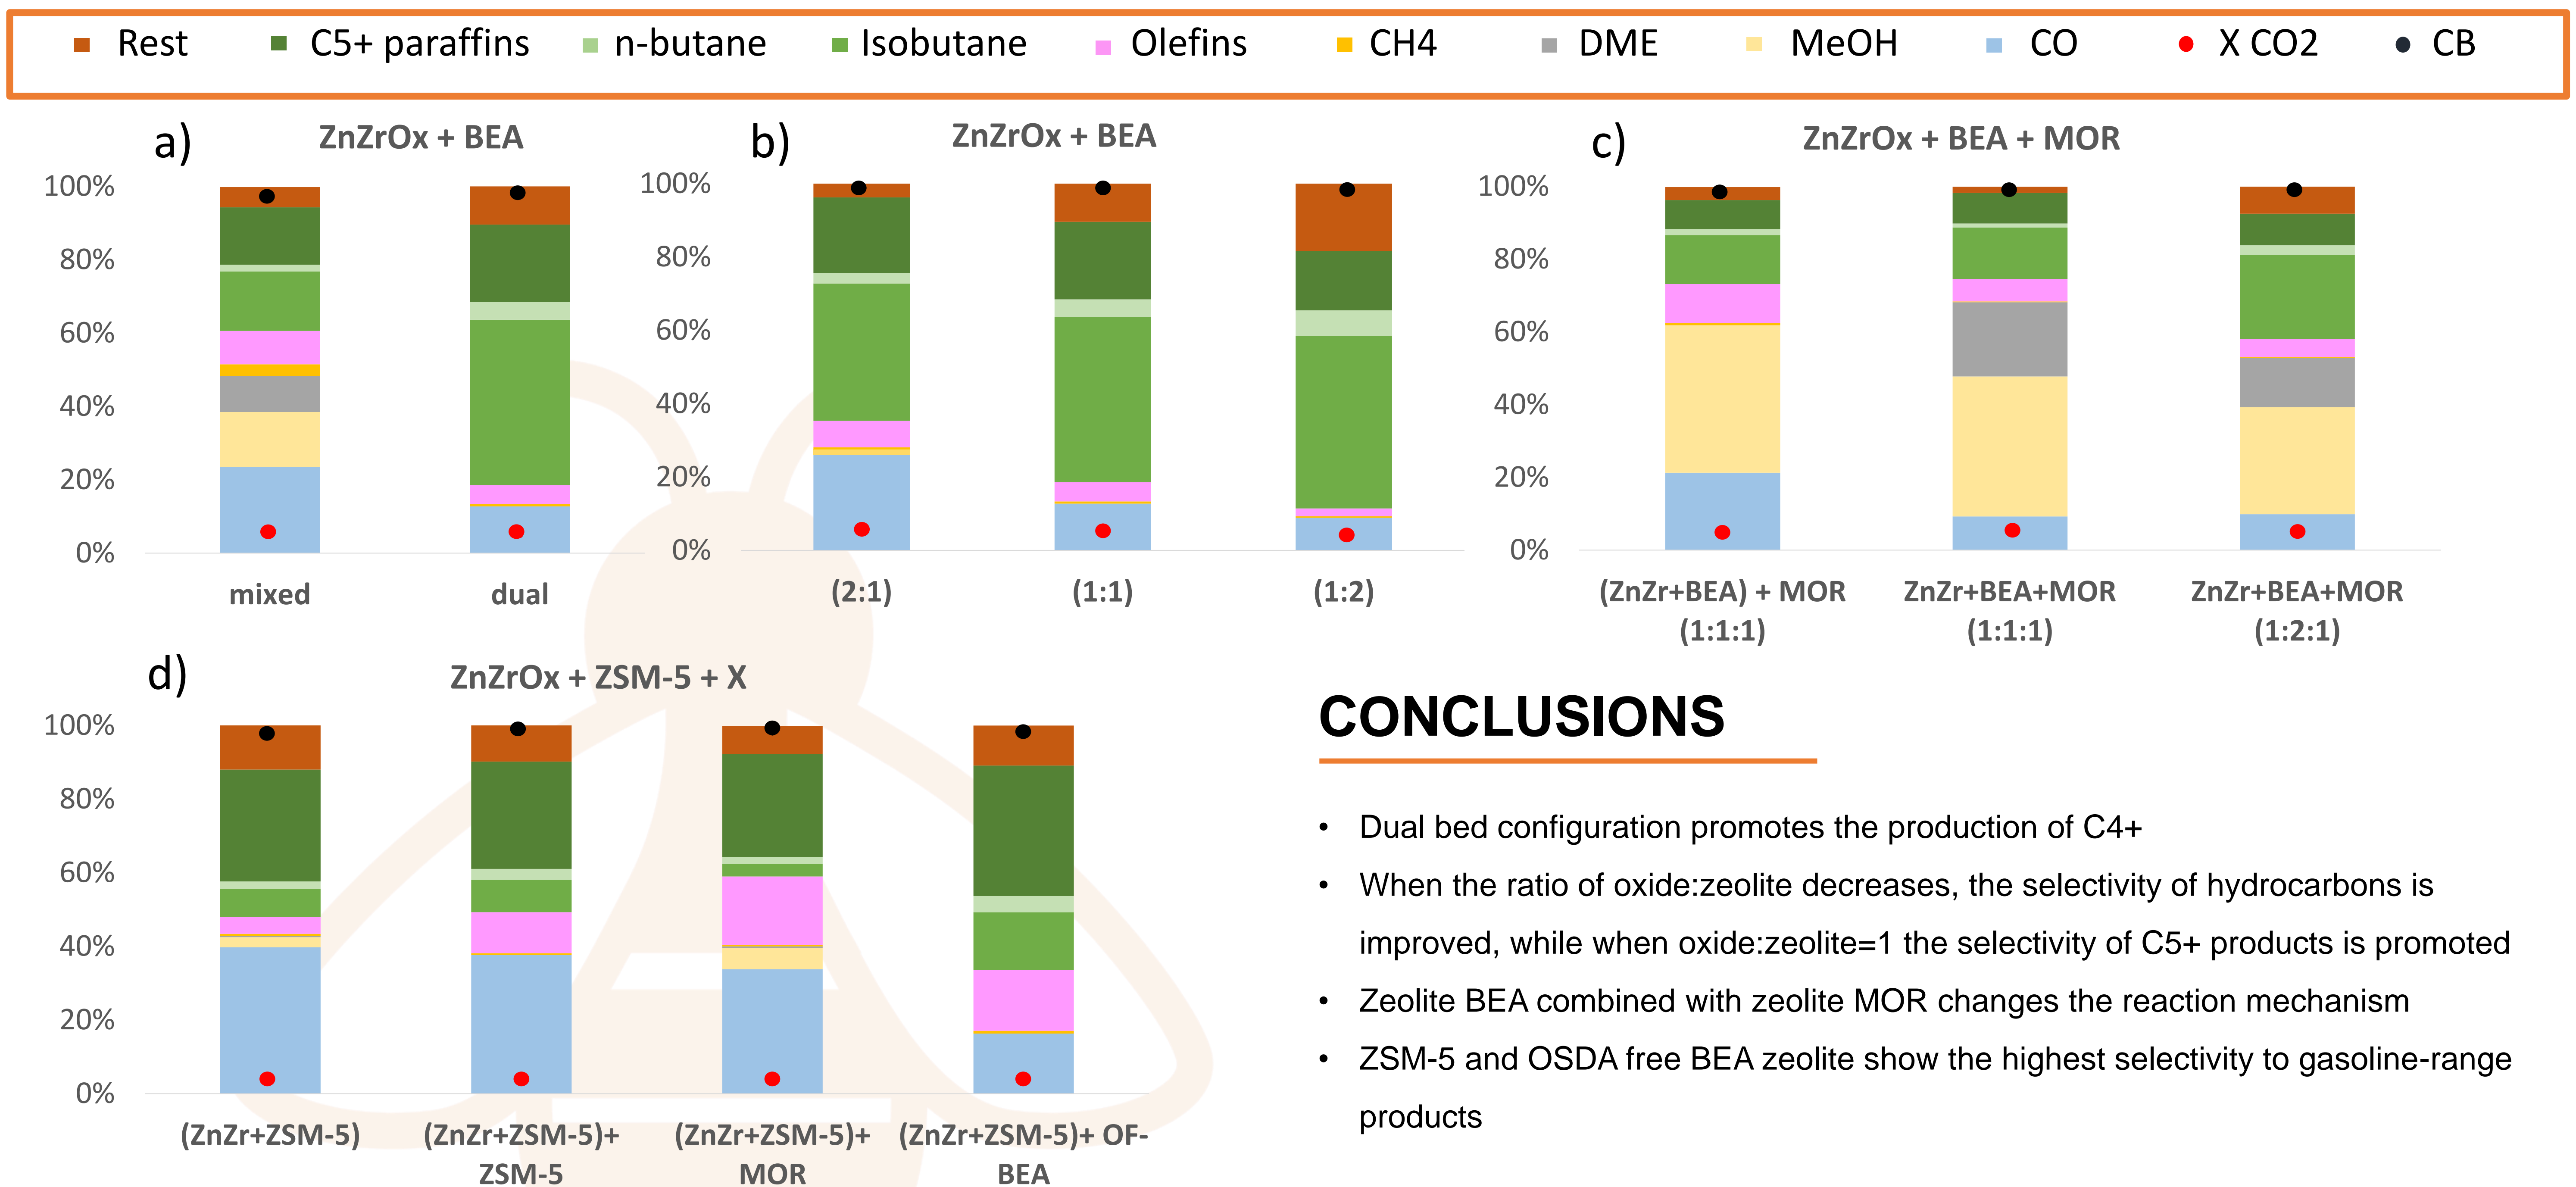 Rest C5+ paraffins n-butane Isobutane Olefins CH4 DME MeOH CO X CO2 CB
a) ZnZrOx + BEA
100%
80%
60%
40%
20%
0%
mixed dual
b) ZnZrOx + BEA
100%
80%
60%
40%
20%
0%
(2:1) (1:1) (1:2)
c) ZnZrOx + BEA + MOR
100%
80%
60%
40%
20%
0%
(ZnZr+BEA) + MOR ZnZr+BEA+MOR ZnZr+BEA+MOR
(1:1:1) (1:1:1) (1:2:1)
d) ZnZrOx + ZSM-5 + X
100%
80%
60%
40%
20%
0%
(ZnZr+ZSM-5) (ZnZr+ZSM-5)+ (ZnZr+ZSM-5)+ (ZnZr+ZSM-5)+ OF-
ZSM-5 MOR BEA
CONCLUSIONS
• Dual bed configuration promotes the production of C4+
• When the ratio of oxide:zeolite decreases, the selectivity of hydrocarbons is
improved, while when oxide:zeolite=1 the selectivity of C5+ products is promoted
• Zeolite BEA combined with zeolite MOR changes the reaction mechanism
• ZSM-5 and OSDA free BEA zeolite show the highest selectivity to gasoline-range
products